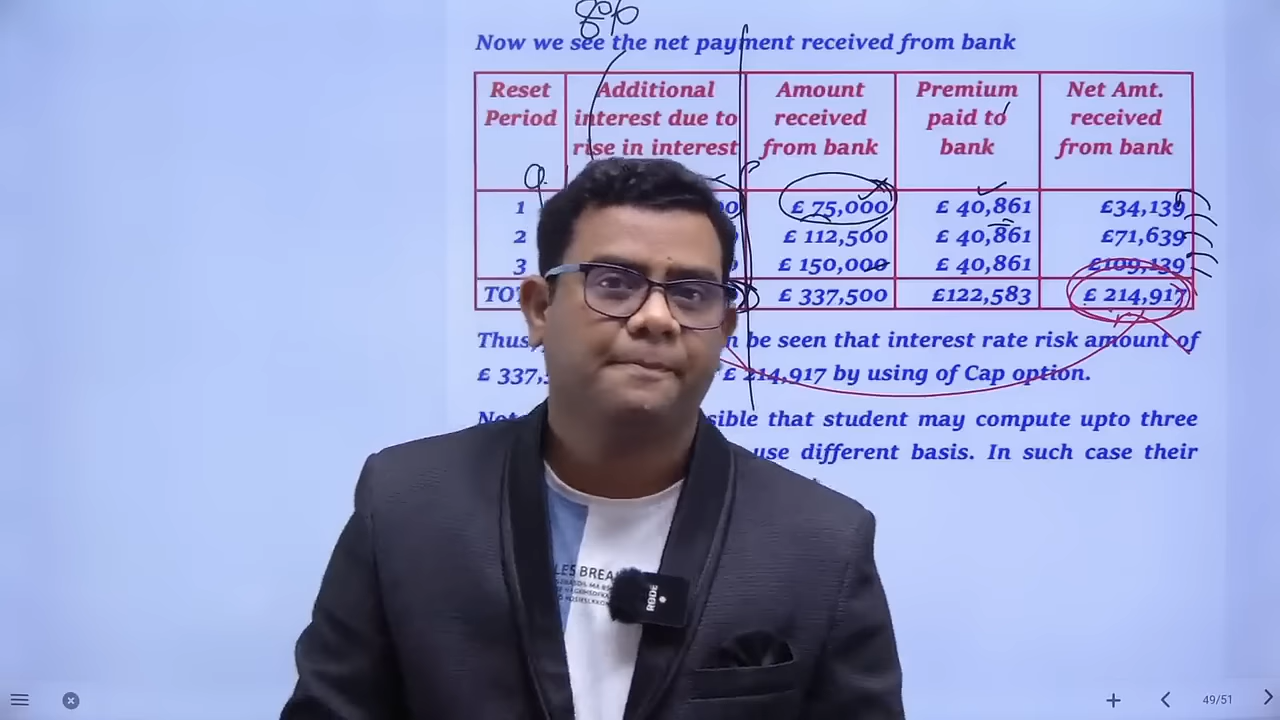 8%
Now we see the net payment received from bank
Reset Period
Additional interest due to rise in interest
Amount received from bank
Premium paid to bank
Net Amt. received from bank
1 £ 75,000 £ 40,861 £34,139
2 £ 112,500 £ 40,861 £71,639
3 £ 150,000 £ 40,861 £109,139
£ 337,500 £122,583 £ 214,917
Thus, be seen that interest rate risk amount of
£ 214,917 by using of Cap option.
that student may compute upto three
use different basis. In such case their
RODE
49/51